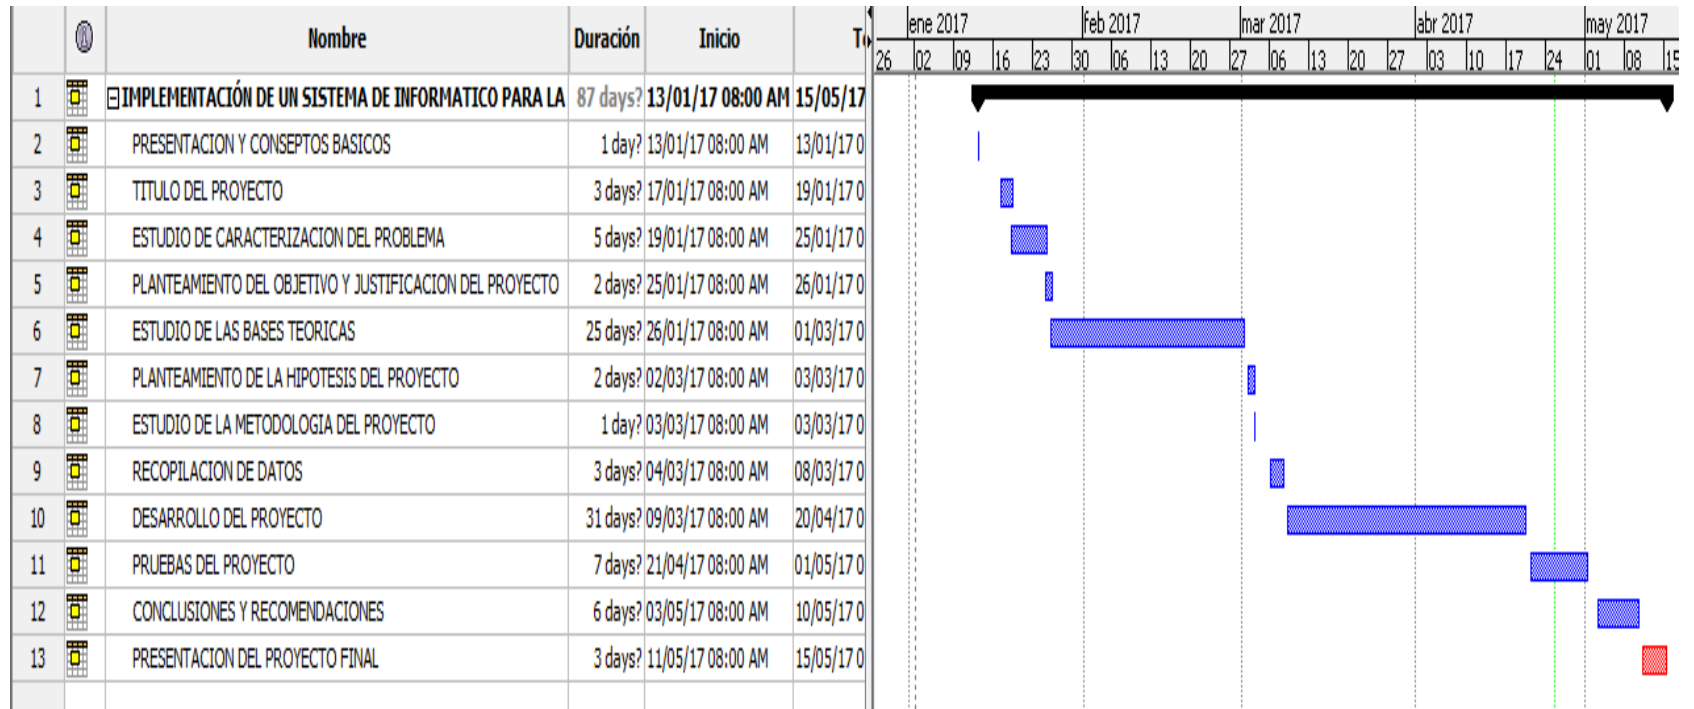 Nombre Duración Inicio
ene 2017 feb 2017 mar 2017 abr 2017 may 2017
26 02 09 16 23 30 06 13 20 27 06 13 20 27 03 10 17 24 01 08 15
1 IMPLEMENTACIÓN DE UN SISTEMA DE INFORMATICO PARA LA 87 days? 13/01/17 08:00 AM 15/05/17
2 PRESENTACION Y CONSEPTOS BASICOS 1 day? 13/01/17 08:00 AM 13/01/17 0
3 TITULO DEL PROYECTO 3 days? 17/01/17 08:00 AM 19/01/17 0
4 ESTUDIO DE CARACTERIZACION DEL PROBLEMA 5 days? 19/01/17 08:00 AM 25/01/17 0
5 PLANTEAMIENTO DEL OBJETIVO Y JUSTIFICACION DEL PROYECTO 2 days? 25/01/17 08:00 AM 26/01/17 0
6 ESTUDIO DE LAS BASES TEORICAS 25 days? 26/01/17 08:00 AM 01/03/17 0
7 PLANTEAMIENTO DE LA HIPOTESIS DEL PROYECTO 2 days? 02/03/17 08:00 AM 03/03/17 0
8 ESTUDIO DE LA METODOLOGIA DEL PROYECTO 1 day? 03/03/17 08:00 AM 03/03/17 0
9 RECOPILACION DE DATOS 3 days? 04/03/17 08:00 AM 08/03/17 0
10 DESARROLLO DEL PROYECTO 31 days? 09/03/17 08:00 AM 20/04/17 0
11 PRUEBAS DEL PROYECTO 7 days? 21/04/17 08:00 AM 01/05/17 0
12 CONCLUSIONES Y RECOMENDACIONES 6 days? 03/05/17 08:00 AM 10/05/17 0
13 PRESENTACION DEL PROYECTO FINAL 3 days? 11/05/17 08:00 AM 15/05/17 0